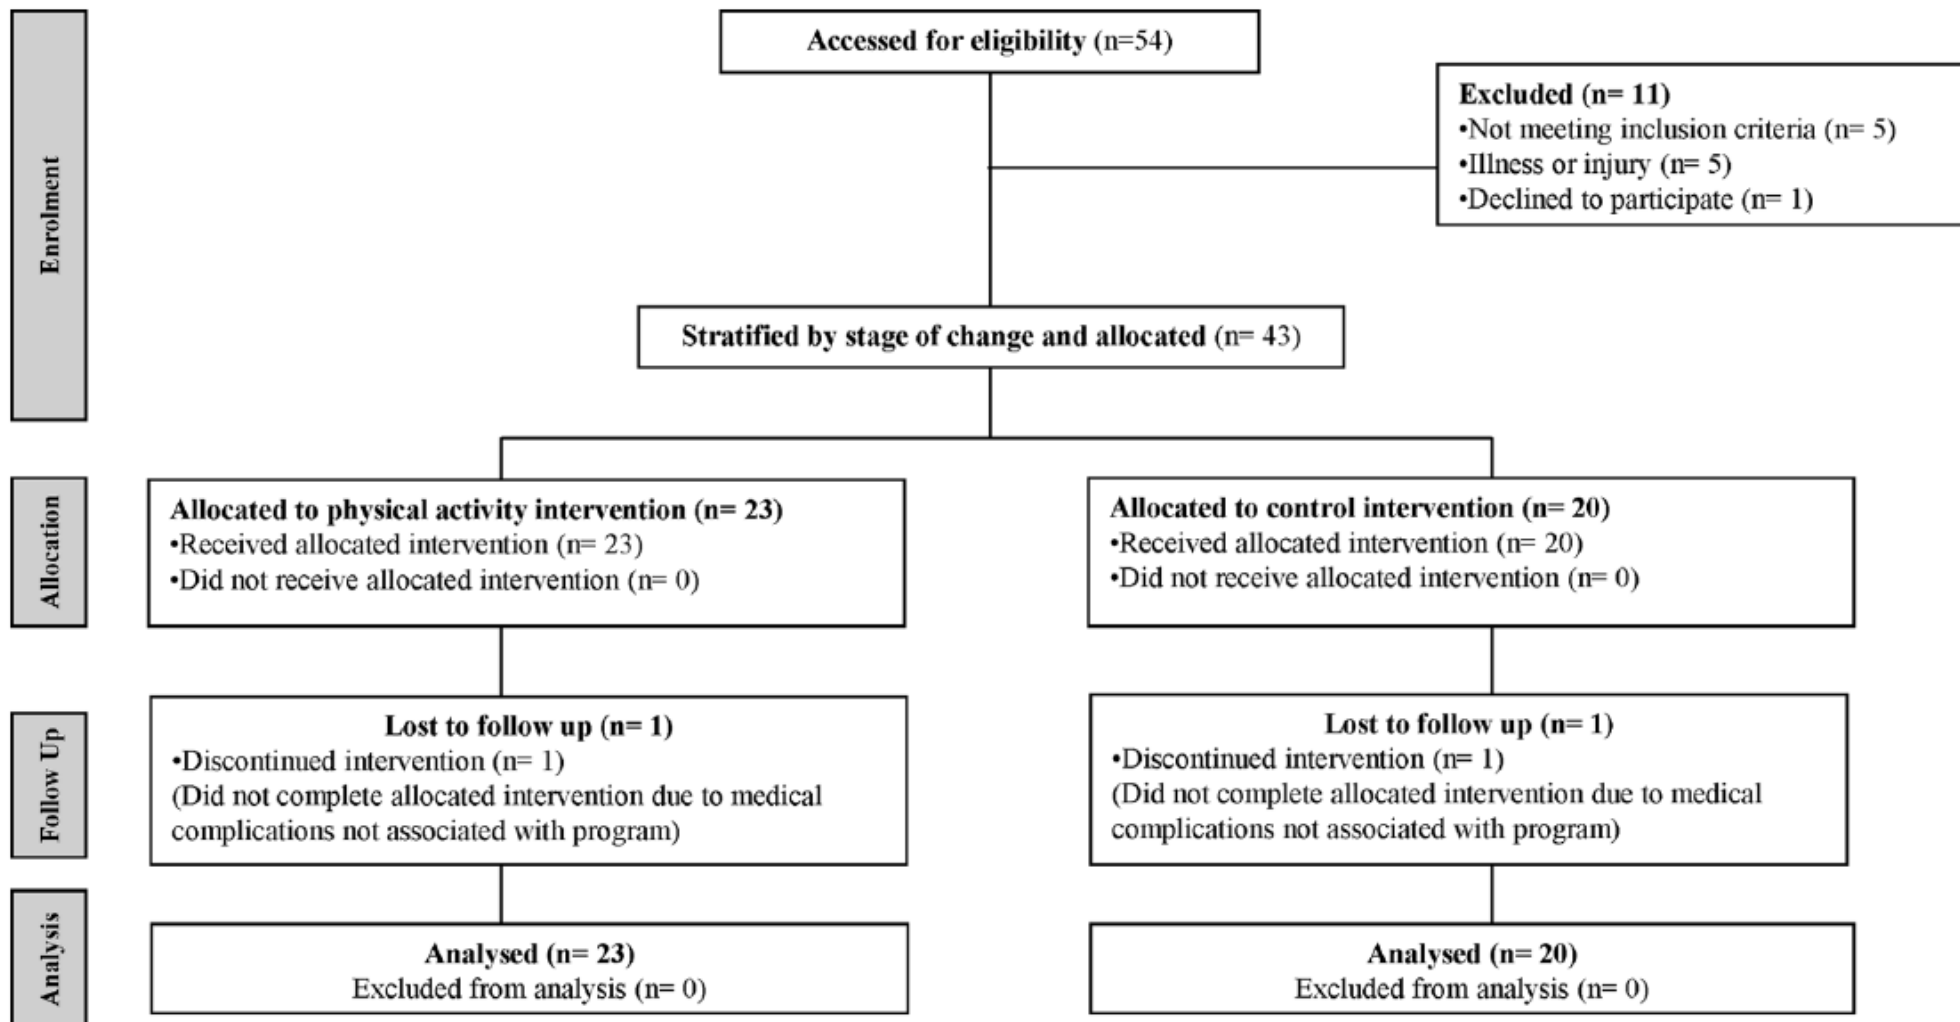 Enrolment
Accessed for eligibility (n=54)
Excluded (n= 11)
•Not meeting inclusion criteria (n= 5)
•Illness or injury (n= 5)
•Declined to participate (n= 1)
Stratified by stage of change and allocated (n= 43)
Allocation
Allocated to physical activity intervention (n= 23)
•Received allocated intervention (n= 23)
•Did not receive allocated intervention (n= 0)
Allocated to control intervention (n= 20)
•Received allocated intervention (n= 20)
•Did not receive allocated intervention (n= 0)
Follow Up
Lost to follow up (n= 1)
•Discontinued intervention (n= 1)
(Did not complete allocated intervention due to medical
complications not associated with program)
Lost to follow up (n= 1)
•Discontinued intervention (n= 1)
(Did not complete allocated intervention due to medical
complications not associated with program)
Analysis
Analysed (n= 23)
Excluded from analysis (n= 0)
Analysed (n= 20)
Excluded from analysis (n= 0)